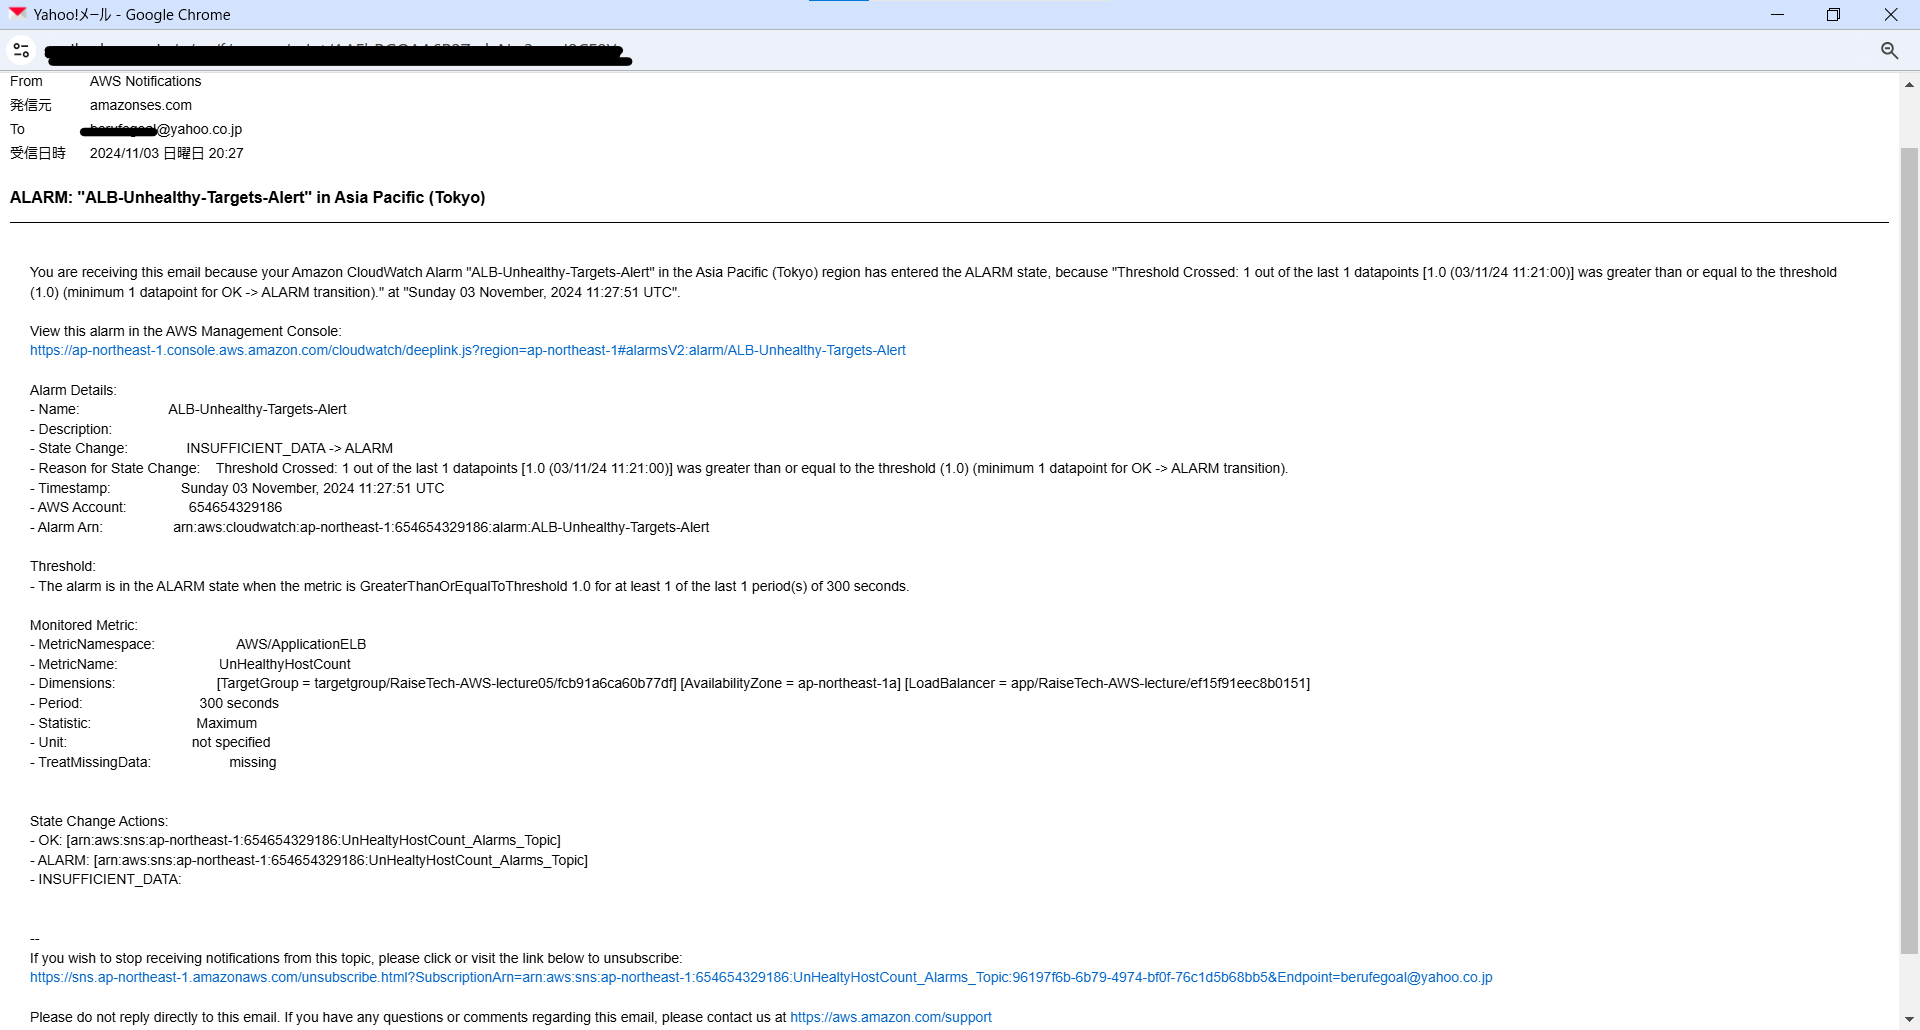 Yahoo!メール - Google Chrome
From AWS Notifications
発信元 amazonses.com
To @yahoo.co.jp
受信日時 2024/11/03 日曜日 20:27
ALARM: "ALB-Unhealthy-Targets-Alert" in Asia Pacific (Tokyo)
You are receiving this email because your Amazon CloudWatch Alarm "ALB-Unhealthy-Targets-Alert" in the Asia Pacific (Tokyo) region has entered the ALARM state, because "Threshold Crossed: 1 out of the last 1 datapoints [1.0 (03/11/24 11:21:00)] was greater than or equal to the threshold
(1.0) (minimum 1 datapoint for OK -> ALARM transition)." at "Sunday 03 November, 2024 11:27:51 UTC".
View this alarm in the AWS Management Console:
https://ap-northeast-1.console.aws.amazon.com/cloudwatch/deeplink.js?region=ap-northeast-1#alarmsV2:alarm/ALB-Unhealthy-Targets-Alert
Alarm Details:
- Name: ALB-Unhealthy-Targets-Alert
- Description:
- State Change: INSUFFICIENT_DATA -> ALARM
- Reason for State Change: Threshold Crossed: 1 out of the last 1 datapoints [1.0 (03/11/24 11:21:00)] was greater than or equal to the threshold (1.0) (minimum 1 datapoint for OK -> ALARM transition).
- Timestamp: Sunday 03 November, 2024 11:27:51 UTC
- AWS Account: 654654329186
- Alarm Arn: arn:aws:cloudwatch:ap-northeast-1:654654329186:alarm:ALB-Unhealthy-Targets-Alert
Threshold:
- The alarm is in the ALARM state when the metric is GreaterThanOrEqualToThreshold 1.0 for at least 1 of the last 1 period(s) of 300 seconds.
Monitored Metric:
- MetricNamespace: AWS/ApplicationELB
- MetricName: UnHealthyHostCount
- Dimensions: [TargetGroup = targetgroup/RaiseTech-AWS-lecture05/fcb91a6ca60b77df] [AvailabilityZone = ap-northeast-1a] [LoadBalancer = app/RaiseTech-AWS-lecture/ef15f91eec8b0151]
- Period: 300 seconds
- Statistic: Maximum
- Unit: not specified
- TreatMissingData: missing
State Change Actions:
- OK: [arn:aws:sns:ap-northeast-1:654654329186:UnHealtyHostCount_Alarms_Topic]
- ALARM: [arn:aws:sns:ap-northeast-1:654654329186:UnHealtyHostCount_Alarms_Topic]
- INSUFFICIENT_DATA:
--
If you wish to stop receiving notifications from this topic, please click or visit the link below to unsubscribe:
https://sns.ap-northeast-1.amazonaws.com/unsubscribe.html?SubscriptionArn=arn:aws:sns:ap-northeast-1:654654329186:UnHealtyHostCount_Alarms_Topic:96197f6b-6b79-4974-bf0f-76c1d5b68bb5&Endpoint=berufegoal@yahoo.co.jp
Please do not reply directly to this email. If you have any questions or comments regarding this email, please contact us at https://aws.amazon.com/support